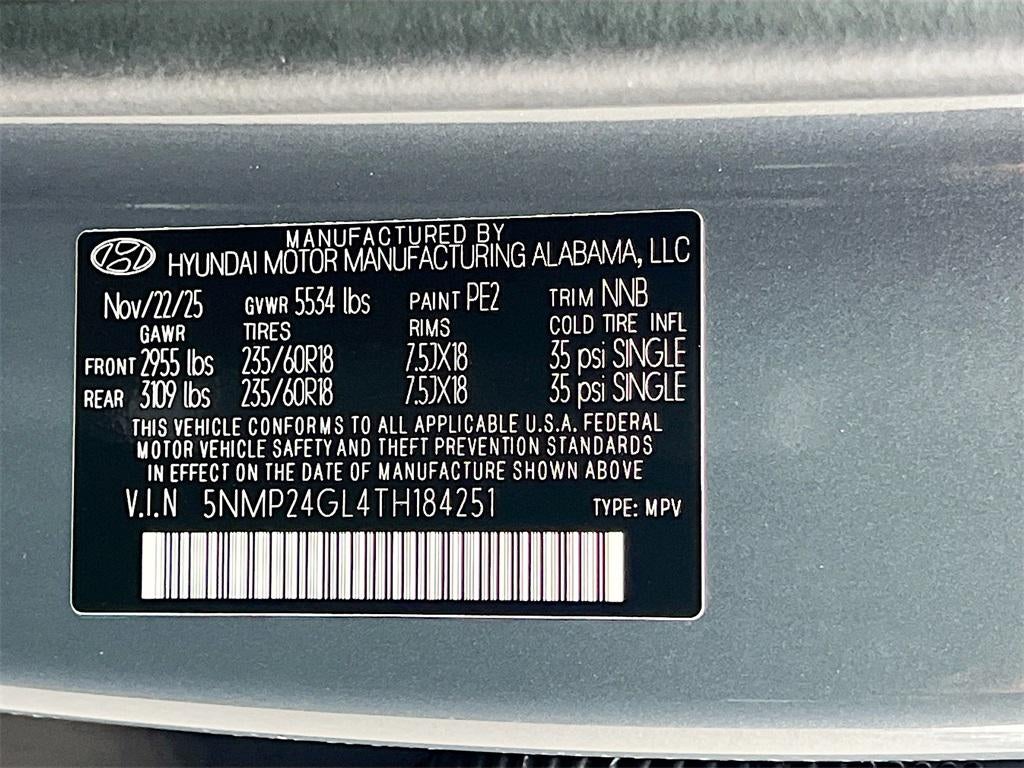 MANUFACTURED BY
HYUNDAI MOTOR MANUFACTURING ALABAMA, LLC
Nov/22/25 GVWR 5534 lbs PAINT PE2 TRIM NNB
GAWR TIRES RIMS COLD TIRE INFL
FRONT 2955 lbs 235/60R18 7.5JX18 35 psi SINGLE
REAR 3109 lbs 235/60R18 7.5JX18 35 psi SINGLE
THIS VEHICLE CONFORMS TO ALL APPLICABLE U.S.A. FEDERAL
MOTOR VEHICLE SAFETY AND THEFT PREVENTION STANDARDS
IN EFFECT ON THE DATE OF MANUFACTURE SHOWN ABOVE
V.I.N 5NMP24GL4TH184251 TYPE: MPV